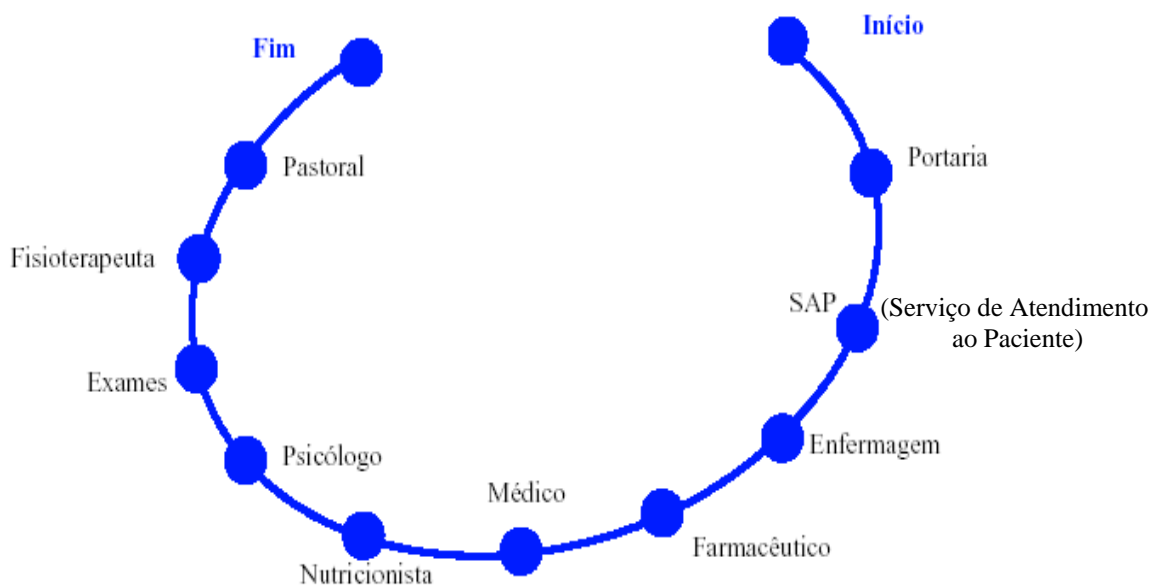 Início
Fim
Portaria
Pastoral
Fisioterapeuta
SAP
(Serviço de Atendimento
ao Paciente)
Exames
Enfermagem
Psicólogo
Médico
Farmacêutico
Nutricionista